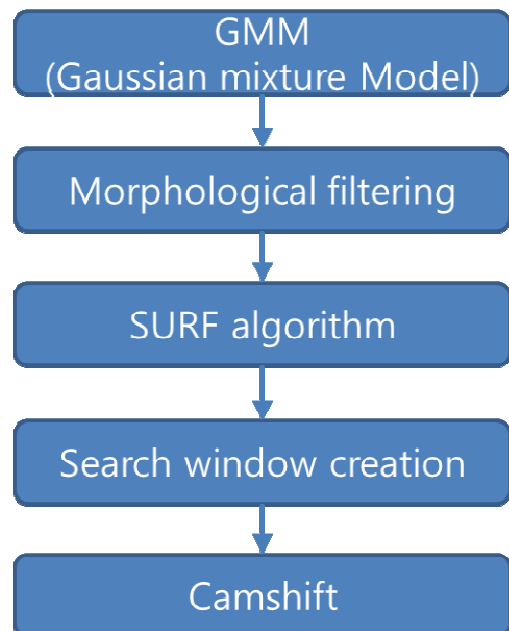 GMM
(Gaussian mixture Model)
Morphological filtering
SURF algorithm
Search window creation
Camshift